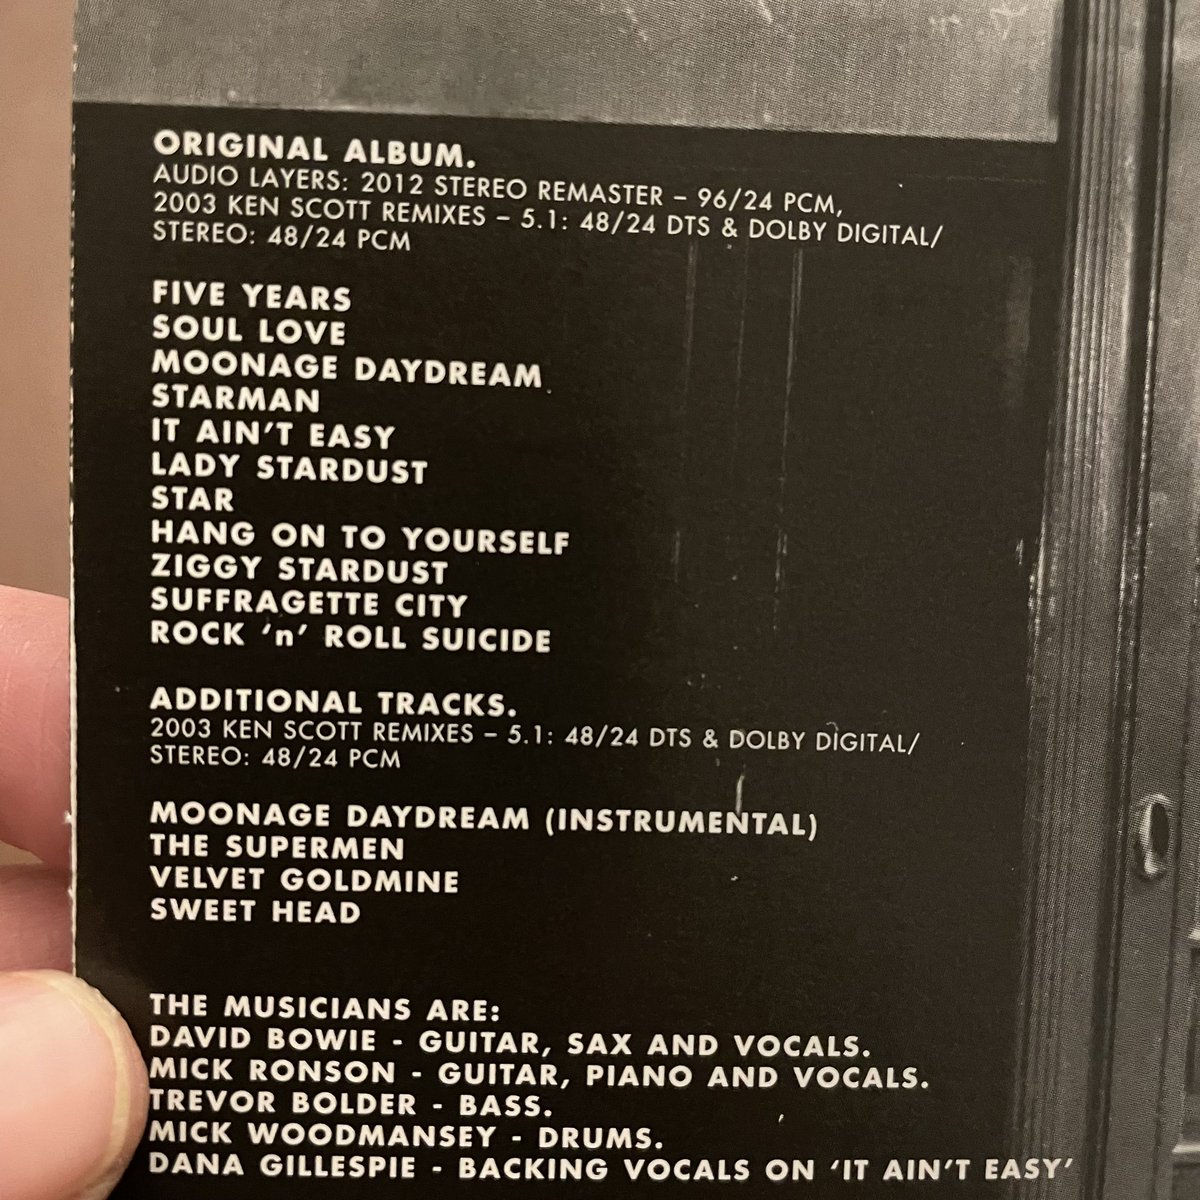 ORIGINAL ALBUM.
AUDIO LAYERS: 2012 STEREO REMASTER – 96/24 PCM,
2003 KEN SCOTT REMIXES – 5.1: 48/24 DTS & DOLBY DIGITAL/
STEREO: 48/24 PCM
FIVE YEARS
SOUL LOVE
MOONAGE DAYDREAM
STARMAN
IT AIN'T EASY
LADY STARDUST
STAR
HANG ON TO YOURSELF
ZIGGY STARDUST
SUFFRAGETTE CITY
ROCK ‘n’ ROLL SUICIDE
ADDITIONAL TRACKS.
2003 KEN SCOTT REMIXES – 5.1: 48/24 DTS & DOLBY DIGITAL/
STEREO: 48/24 PCM
MOONAGE DAYDREAM (INSTRUMENTAL)
THE SUPERMEN
VELVET GOLDMINE
SWEET HEAD
THE MUSICIANS ARE:
DAVID BOWIE - GUITAR, SAX AND VOCALS.
MICK RONSON - GUITAR, PIANO AND VOCALS.
TREVOR BOLDER - BASS.
MICK WOODMANSEY - DRUMS.
DANA GILLESPIE - BACKING VOCALS ON ‘IT AIN’T EASY’